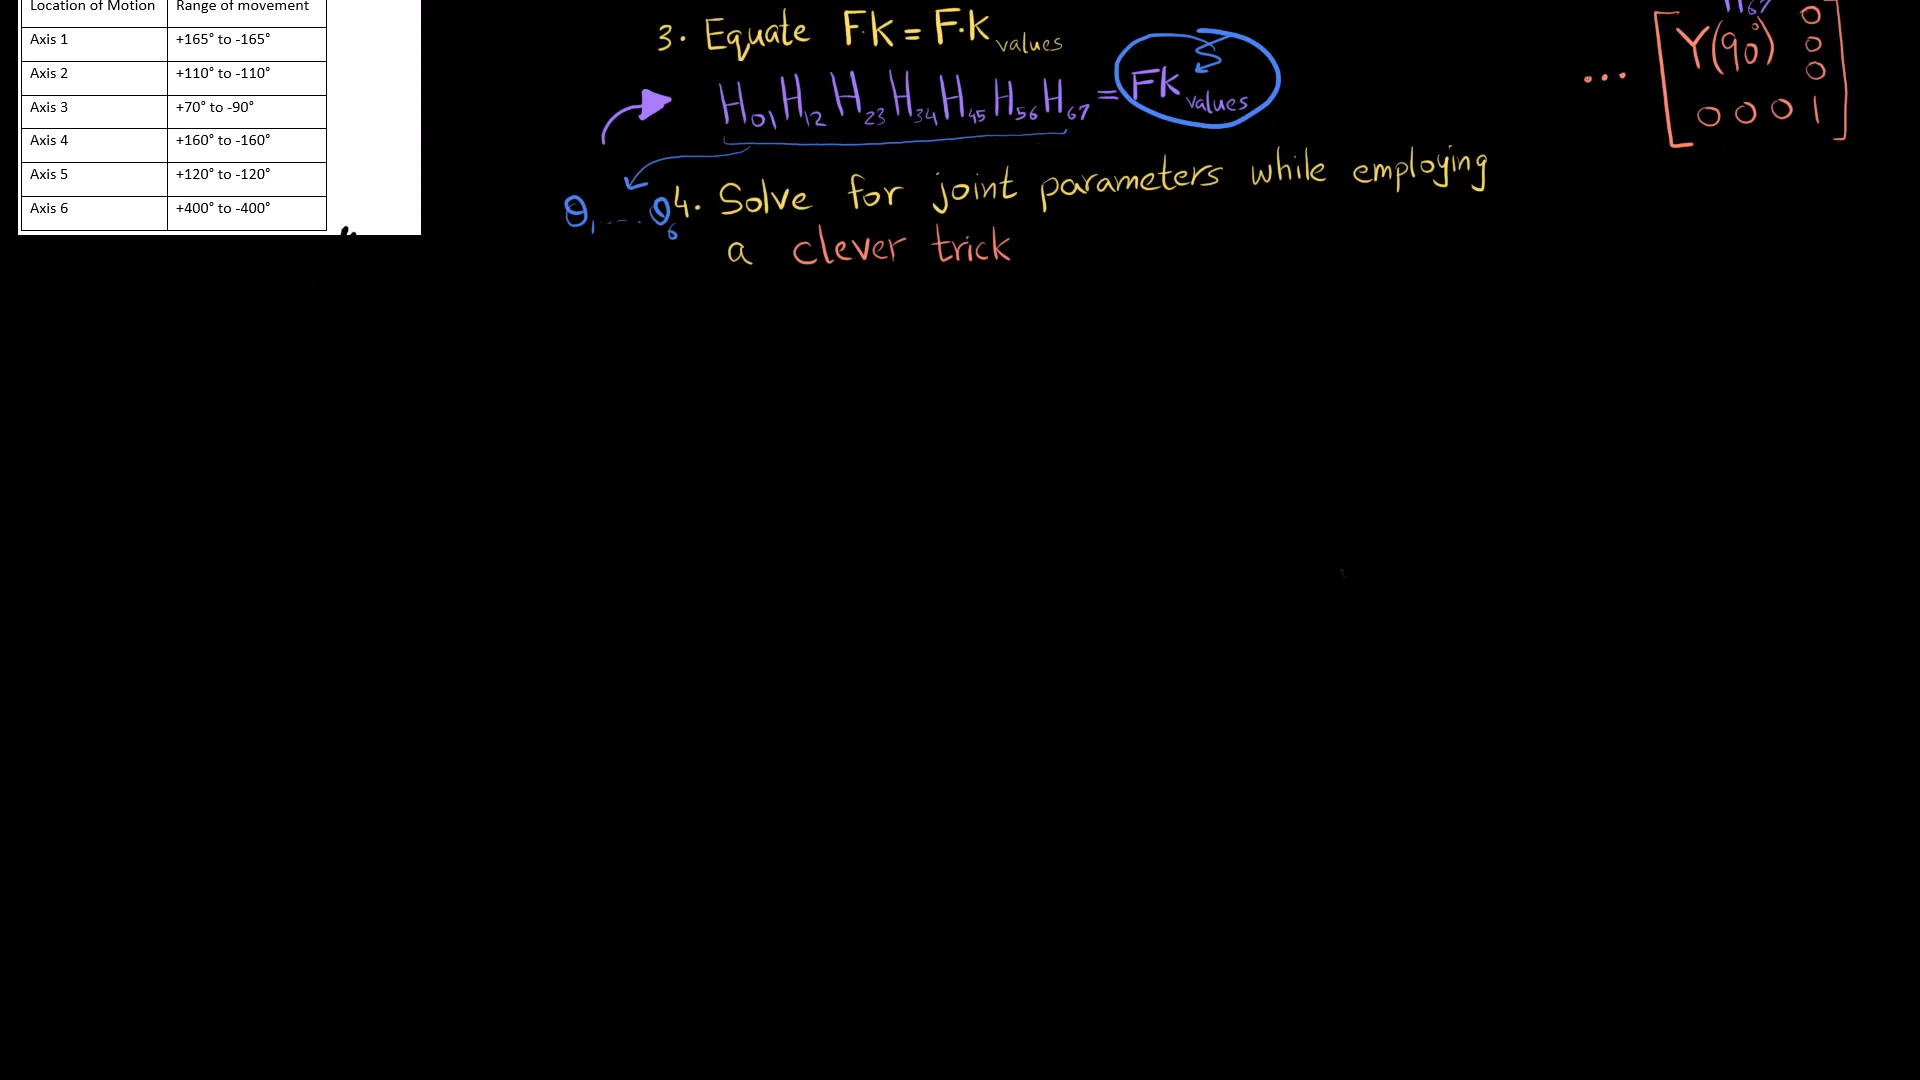 Location of Motion Range of movement
Axis 1 +165° to -165°
Axis 2 +110° to -110°
Axis 3 +70° to -90°
Axis 4 +160° to -160°
Axis 5 +120° to -120°
Axis 6 +400° to -400°
3. Equate F.K = F.K values
H01 H12 H23 H34 H45 H56 H67 = FK values
θ1 .... θ6
4. Solve for joint parameters while employing
a clever trick
H67
... Y(90°) 0
0
0
0 0 0 1